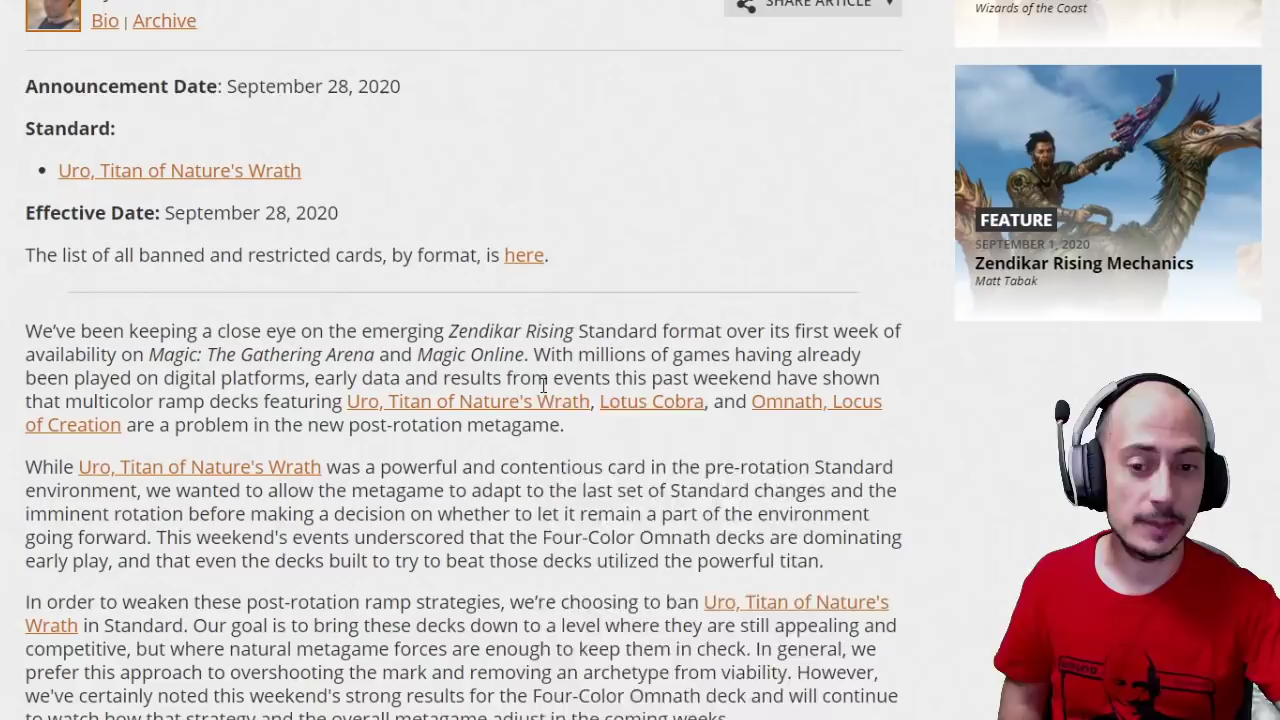 Bio | Archive
SHARE ARTICLE
Wizards of the Coast
Announcement Date: September 28, 2020
Standard:
• Uro, Titan of Nature's Wrath
Effective Date: September 28, 2020
The list of all banned and restricted cards, by format, is here.
FEATURE
SEPTEMBER 1, 2020
Zendikar Rising Mechanics
Matt Tabak
We've been keeping a close eye on the emerging Zendikar Rising Standard format over its first week of
availability on Magic: The Gathering Arena and Magic Online. With millions of games having already
been played on digital platforms, early data and results from events this past weekend have shown
that multicolor ramp decks featuring Uro, Titan of Nature's Wrath, Lotus Cobra, and Omnath, Locus
of Creation are a problem in the new post-rotation metagame.
While Uro, Titan of Nature's Wrath was a powerful and contentious card in the pre-rotation Standard
environment, we wanted to allow the metagame to adapt to the last set of Standard changes and the
imminent rotation before making a decision on whether to let it remain a part of the environment
going forward. This weekend's events underscored that the Four-Color Omnath decks are dominating
early play, and that even the decks built to try to beat those decks utilized the powerful titan.
In order to weaken these post-rotation ramp strategies, we're choosing to ban Uro, Titan of Nature's
Wrath in Standard. Our goal is to bring these decks down to a level where they are still appealing and
competitive, but where natural metagame forces are enough to keep them in check. In general, we
prefer this approach to overshooting the mark and removing an archetype from viability. However,
we've certainly noted this weekend's strong results for the Four-Color Omnath deck and will continue
to watch how that strategy and the overall metagame adjust in the coming weeks.